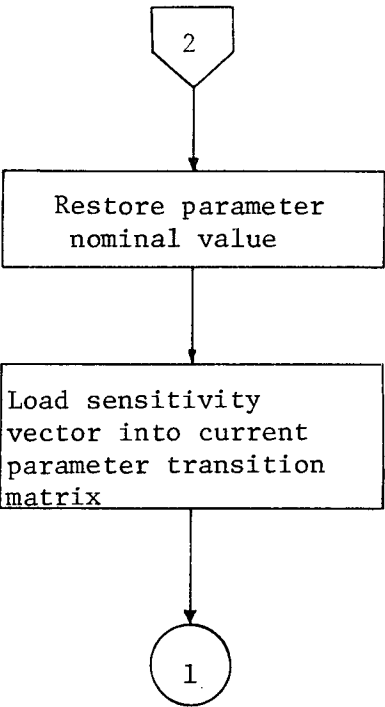 2
Restore parameter
nominal value
Load sensitivity
vector into current
parameter transition
matrix
1